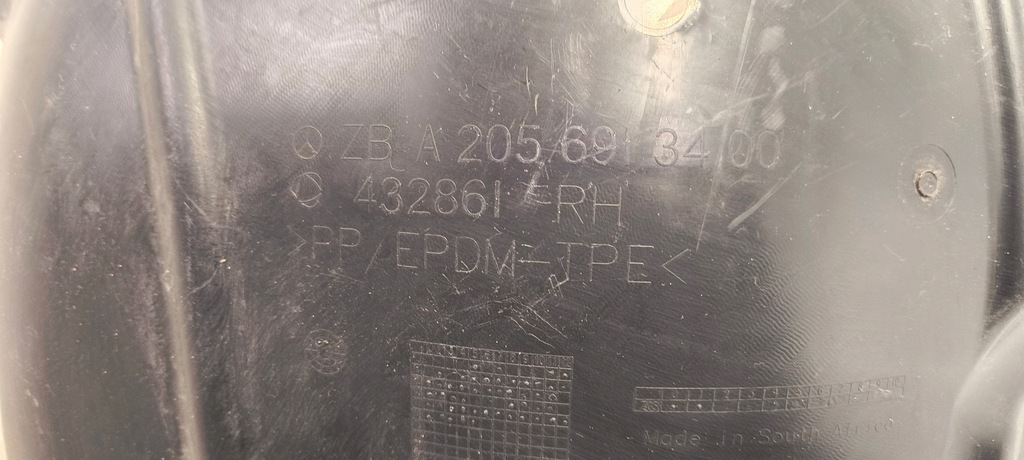 ZB A 205 691 34 00
432861 RH
>PP/EPDM-TPE<
Made in South Africa